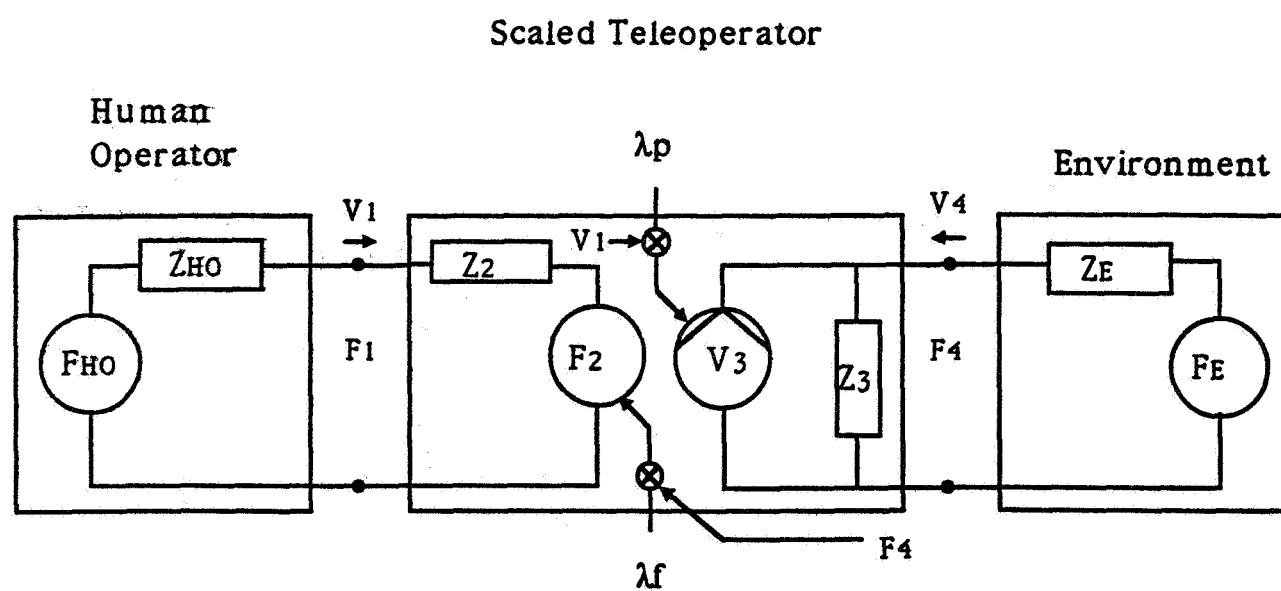 Scaled Teleoperator
Human
Operator
λp
Environment
V1
V4
V1
ZHO
Z2
ZE
FHO
F1
F2
V3
Z3
F4
FE
F4
λf